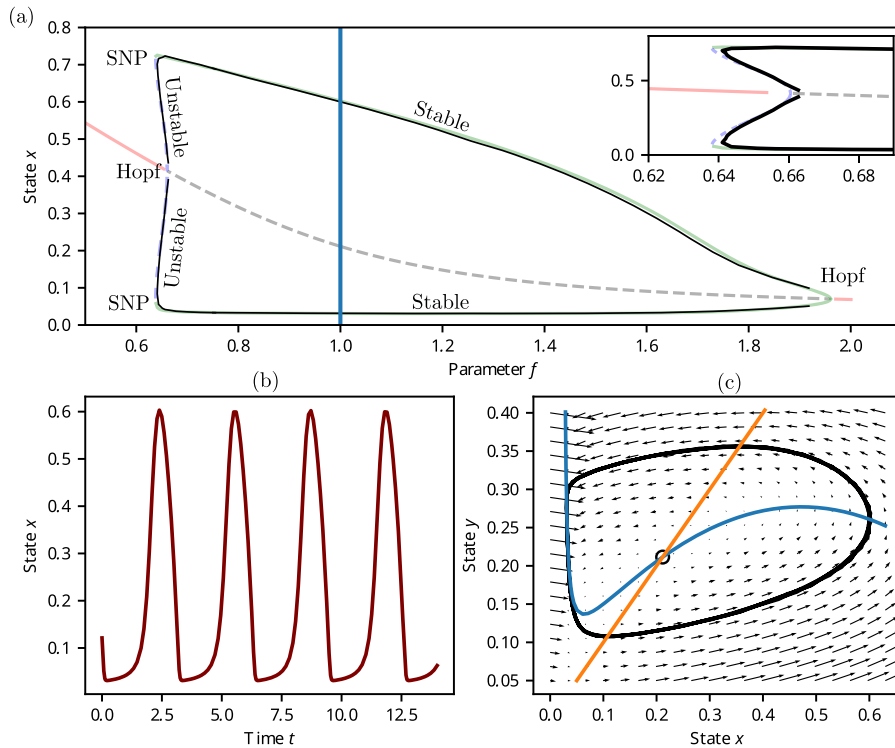 (a)
0.8
0.7
0.6
0.5
0.4
0.3
0.2
0.1
0.0
State x
SNP
Unstable
Hopf
Unstable
SNP
Stable
Stable
Hopf
0.5
0.0
0.62 0.64 0.66 0.68
0.6 0.8 1.0 1.2 1.4 1.6 1.8 2.0
Parameter f
(b)
0.6
0.5
0.4
0.3
0.2
0.1
State x
0.0 2.5 5.0 7.5 10.0 12.5
Time t
(c)
0.40
0.35
0.30
0.25
0.20
0.15
0.10
0.05
State y
0.0 0.1 0.2 0.3 0.4 0.5 0.6
State x